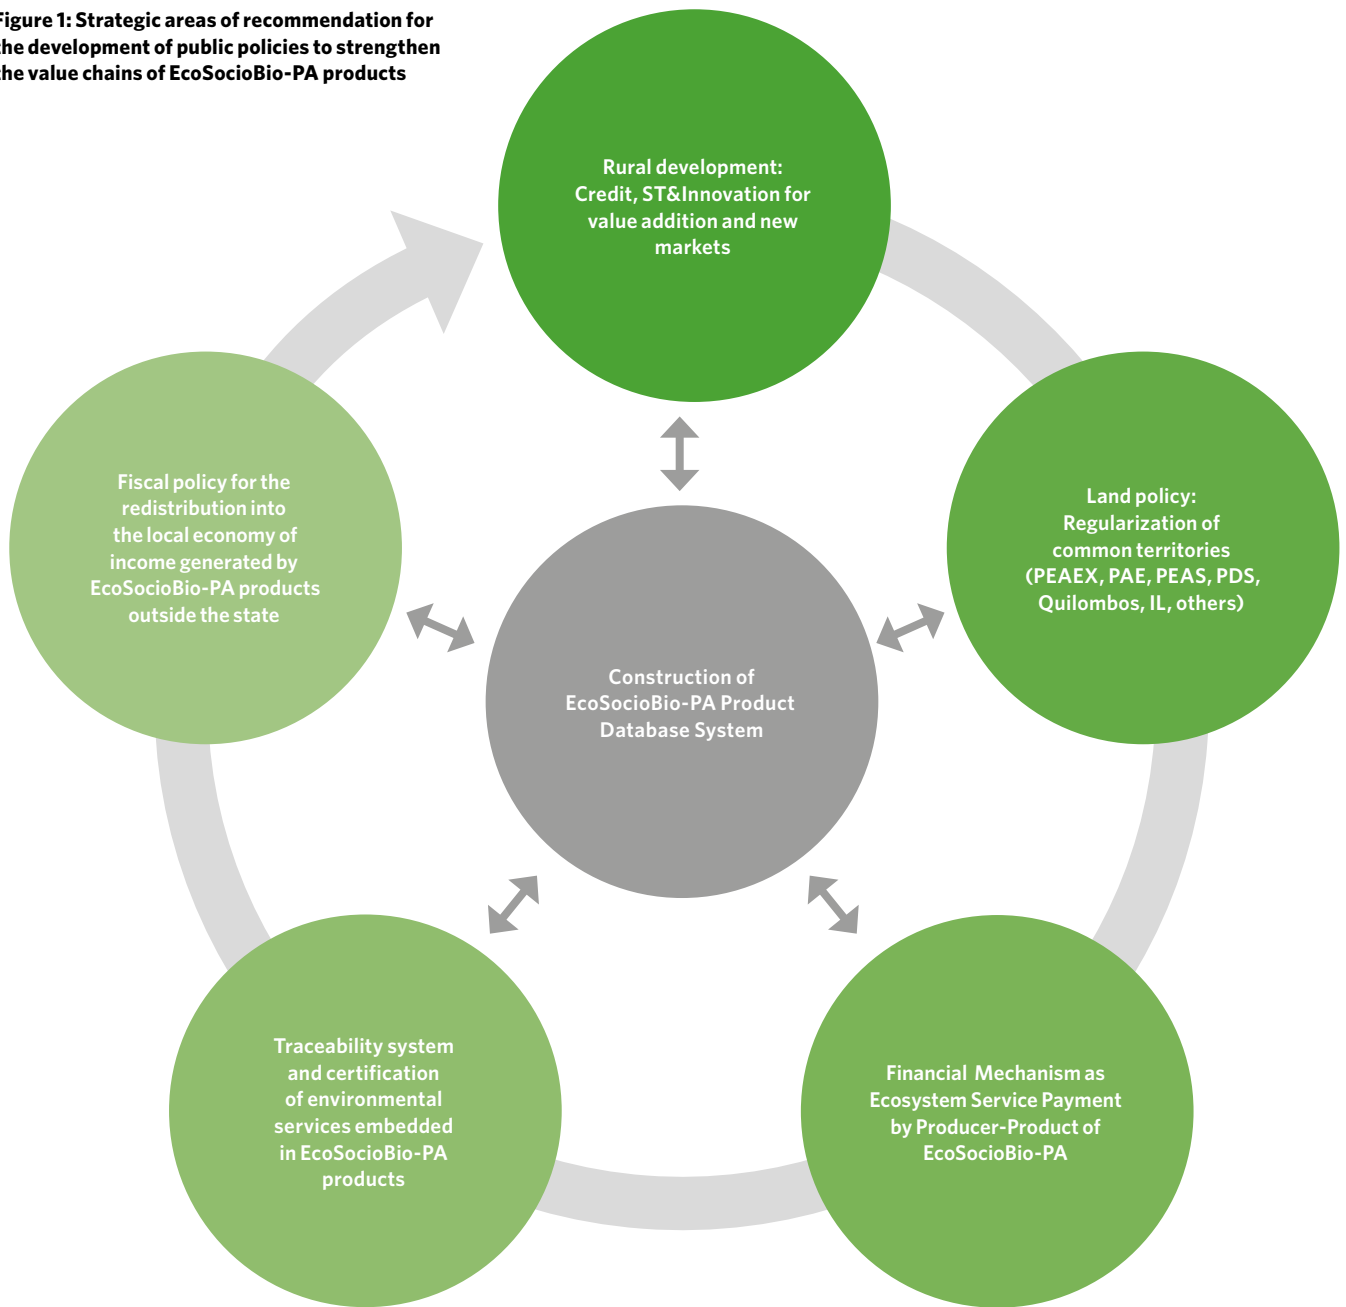 Figure 1: Strategic areas of recommendation for
the development of public policies to strengthen
the value chains of EcoSocioBio-PA products
Rural development:
Credit, ST&Innovation for
value addition and new
markets
Land policy:
Regularization of
common territories
(PEAEX, PAE, PEAS, PDS,
Quilombos, IL, others)
Financial Mechanism as
Ecosystem Service Payment
by Producer-Product of
EcoSocioBio-PA
Traceability system
and certification
of environmental
services embedded
in EcoSocioBio-PA
products
Fiscal policy for the
redistribution into
the local economy of
income generated by
EcoSocioBio-PA products
outside the state
Construction of
EcoSocioBio-PA Product
Database System